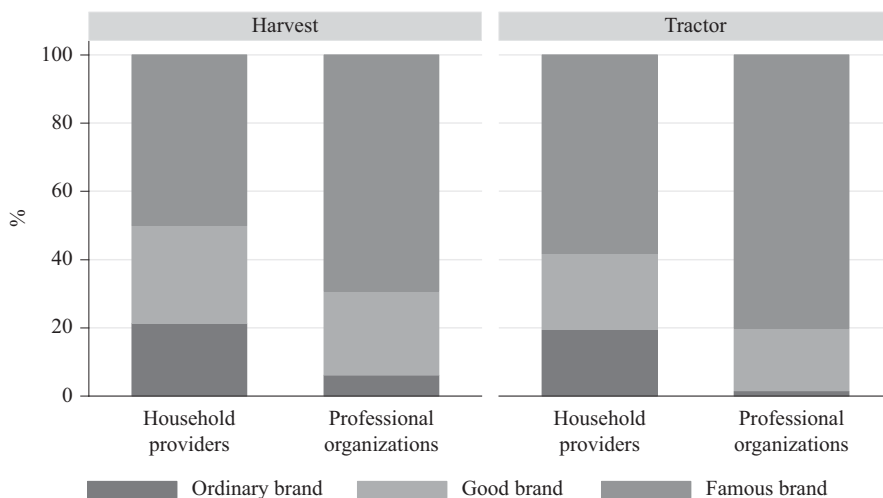 Harvest
Tractor
100
80
60
40
20
0
%
Household
providers
Professional
organizations
Household
providers
Professional
organizations
Ordinary brand
Good brand
Famous brand